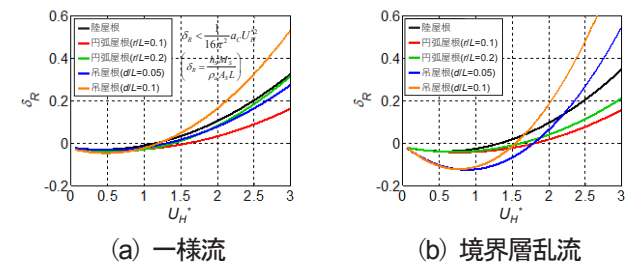 0.6
0.4
0.2
0
-0.2
δR
陸屋根
円弧屋根(r/L=0.1)
円弧屋根(r/L=0.2)
吊屋根(d/L=0.05)
吊屋根(d/L=0.1)
0 0.5 1 1.5 2 2.5 3
UH*
(a) 一様流
0.6
0.4
0.2
0
-0.2
δR
陸屋根
円弧屋根(r/L=0.1)
円弧屋根(r/L=0.2)
吊屋根(d/L=0.05)
吊屋根(d/L=0.1)
0 0.5 1 1.5 2 2.5 3
UH*
(b) 境界層乱流